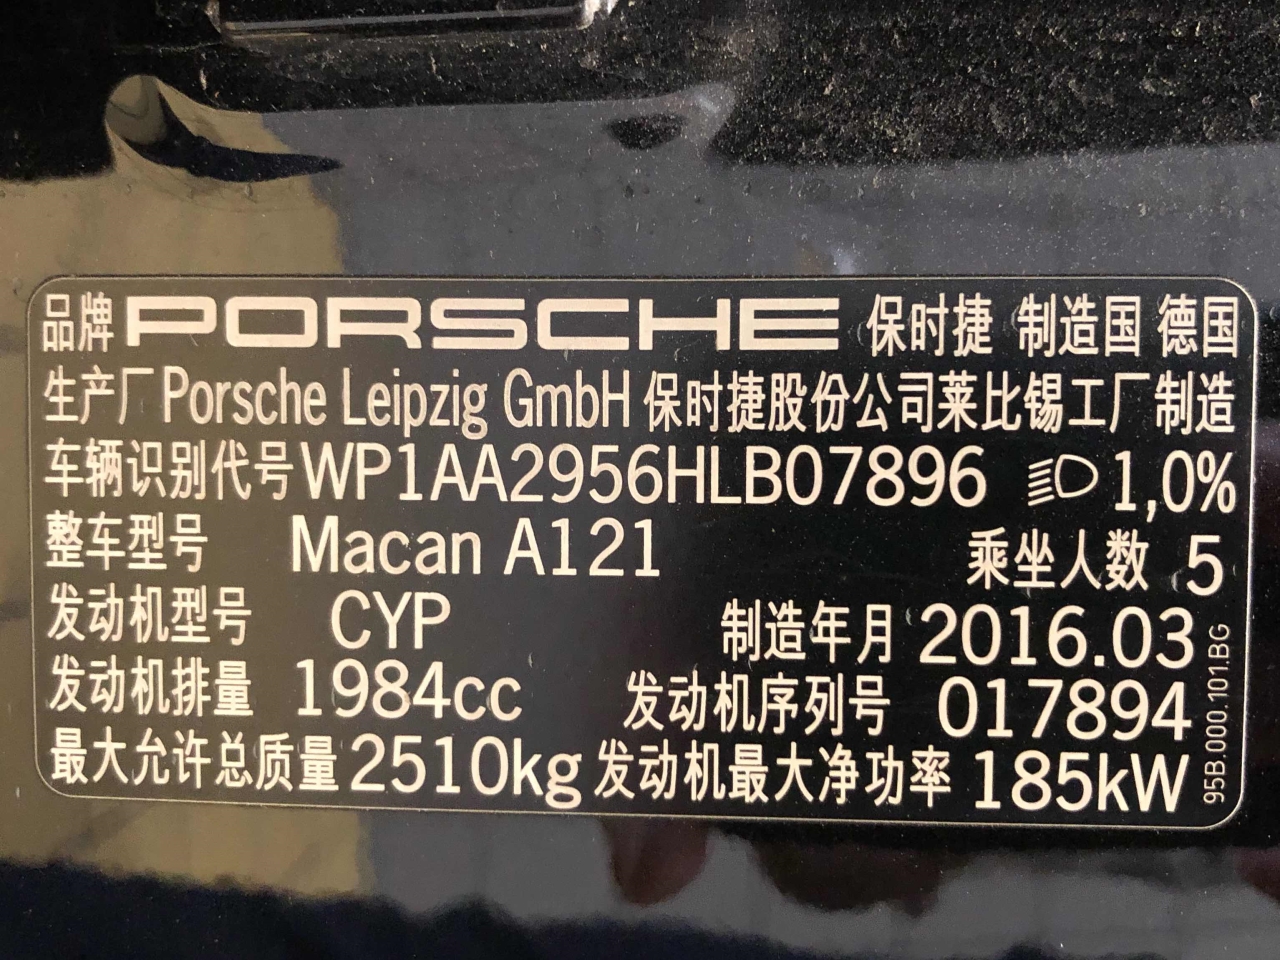 品牌 PORSCHE 保时捷 制造国 德国
生产厂 Porsche Leipzig GmbH 保时捷股份公司莱比锡工厂制造
车辆识别代号 WP1AA2956HLB07896 1,0%
整车型号 Macan A121 乘坐人数 5
发动机型号 CYP 制造年月 2016.03
发动机排量 1984cc 发动机序列号 017894
最大允许总质量 2510kg 发动机最大净功率 185kW
95B.000.101.BG